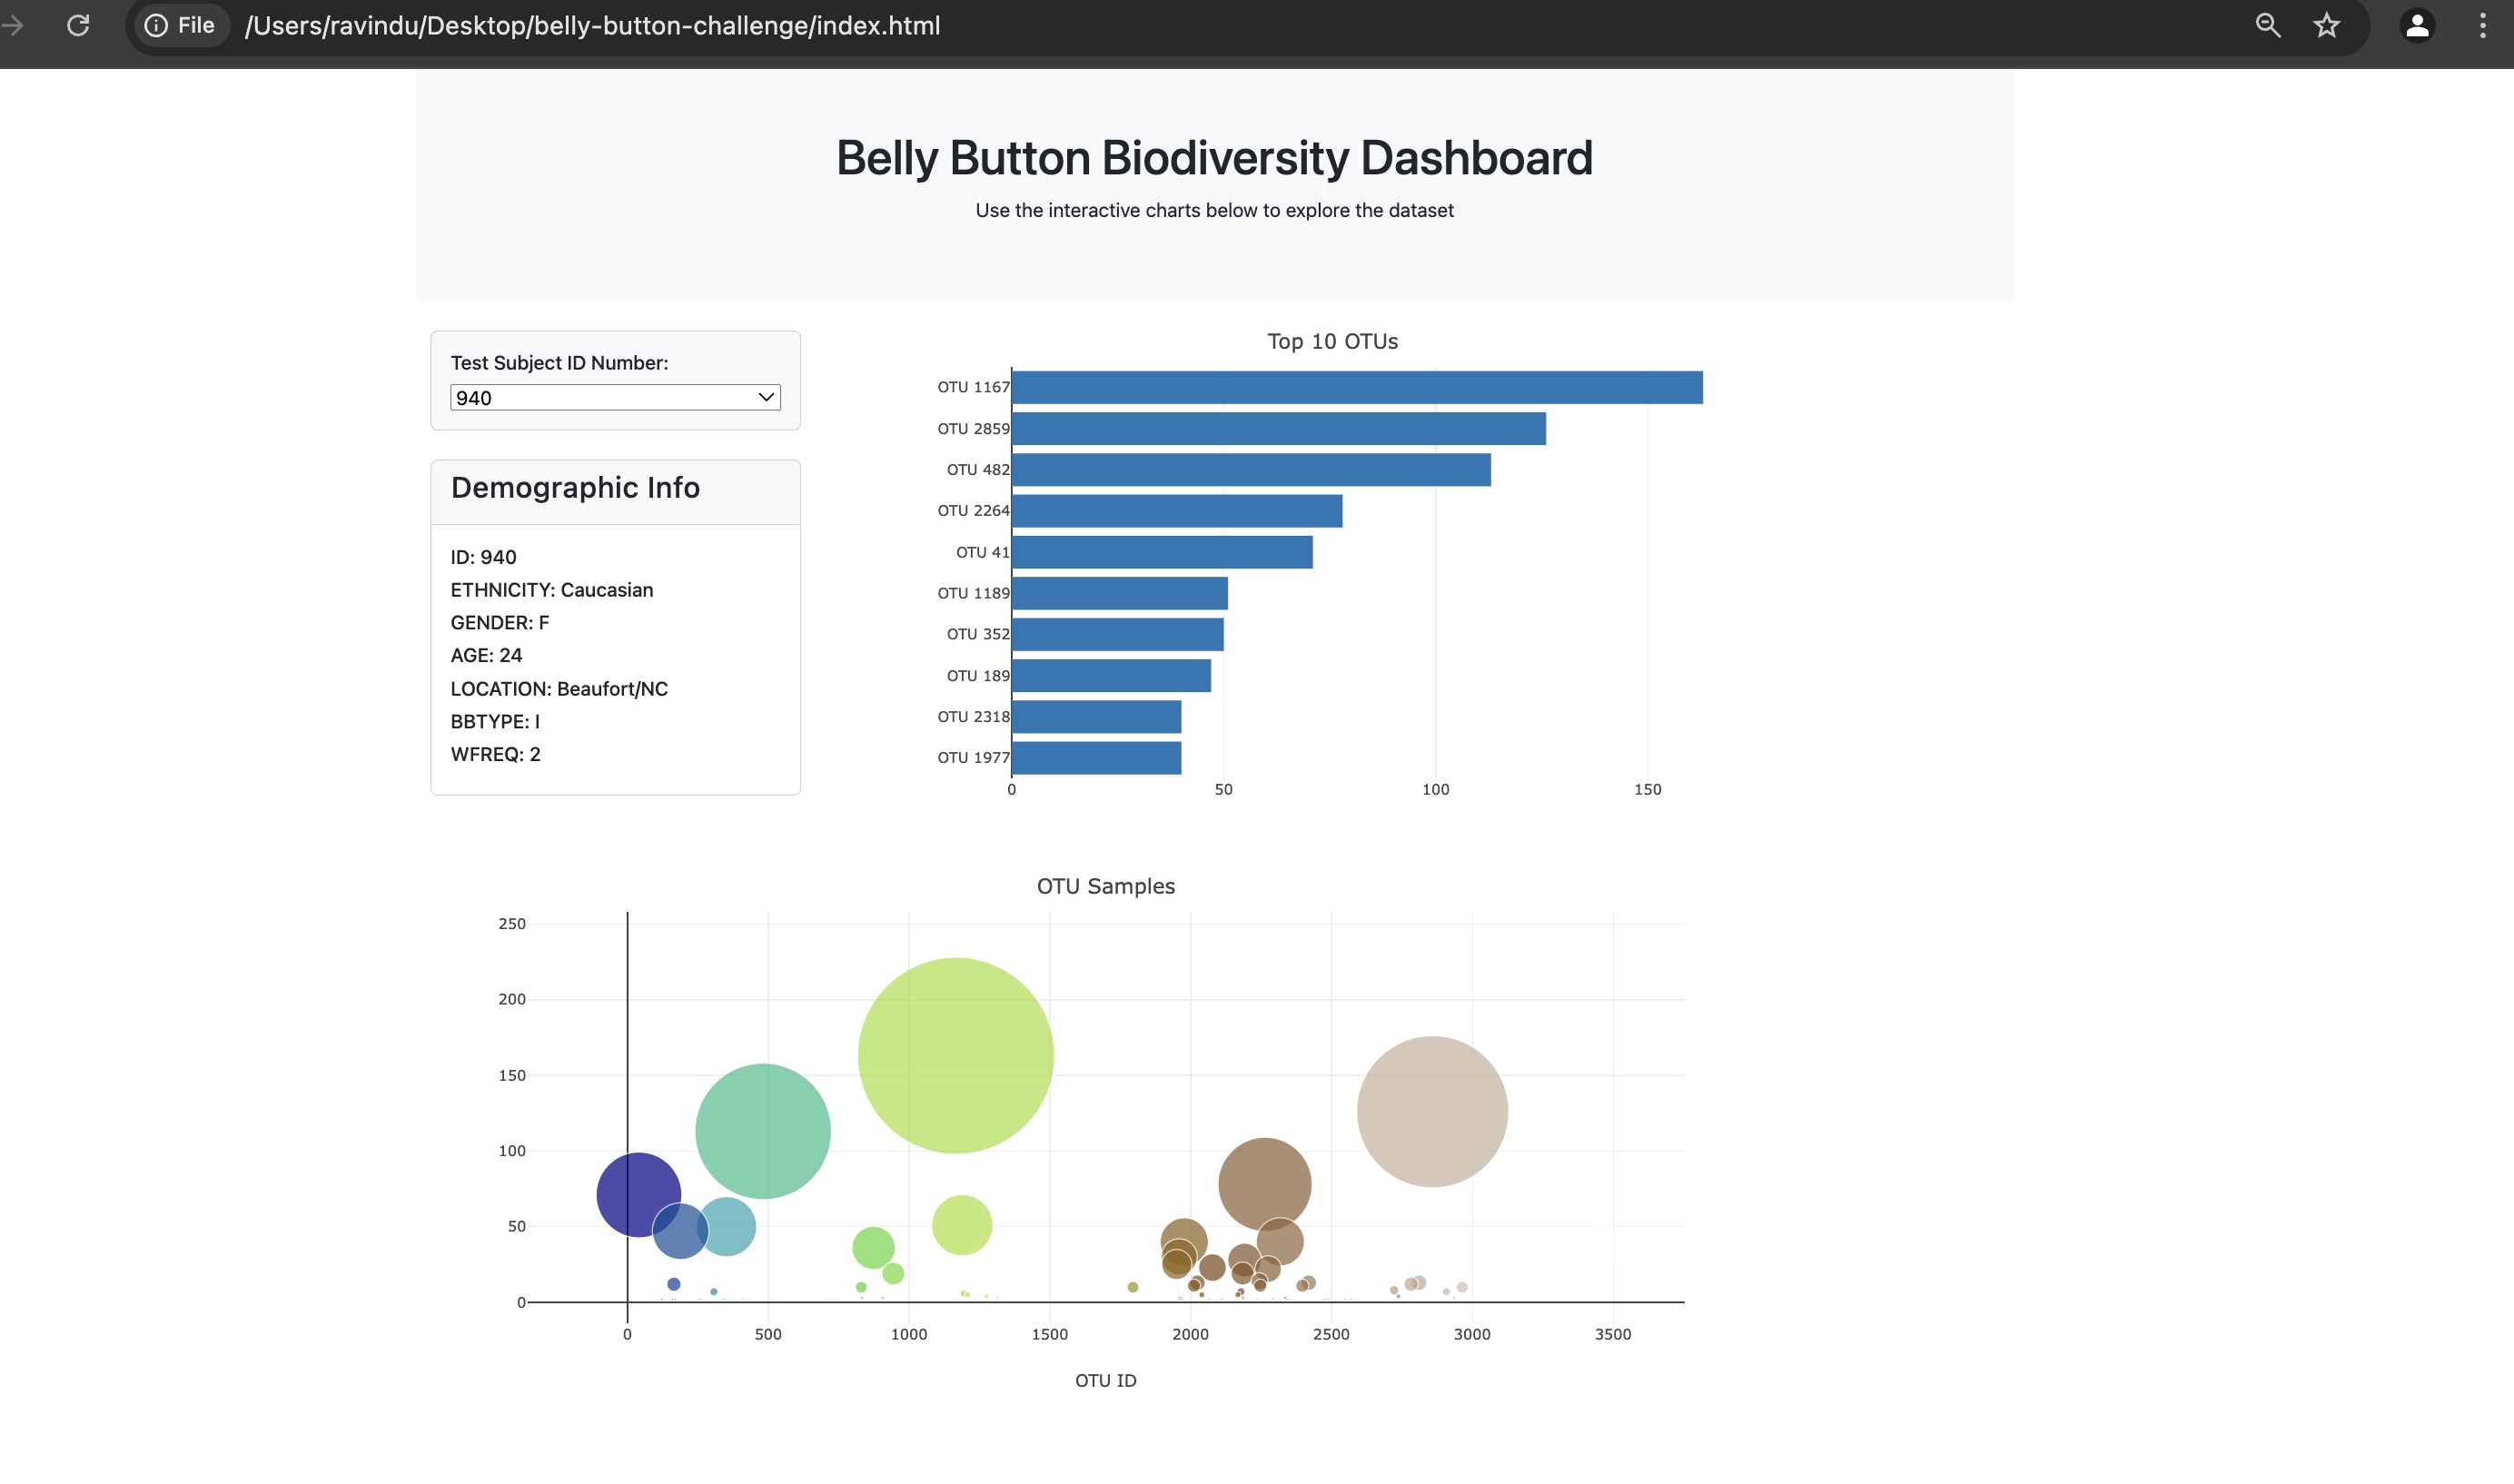 File /Users/ravindu/Desktop/belly-button-challenge/index.html
Belly Button Biodiversity Dashboard
Use the interactive charts below to explore the dataset
Test Subject ID Number:
940
Demographic Info
ID: 940
ETHNICITY: Caucasian
GENDER: F
AGE: 24
LOCATION: Beaufort/NC
BBTYPE: I
WFREQ: 2
Top 10 OTUs
OTU 1167
OTU 2859
OTU 482
OTU 2264
OTU 41
OTU 1189
OTU 352
OTU 189
OTU 2318
OTU 1977
0 50 100 150
OTU Samples
250
200
150
100
50
0
0 500 1000 1500 2000 2500 3000 3500
OTU ID